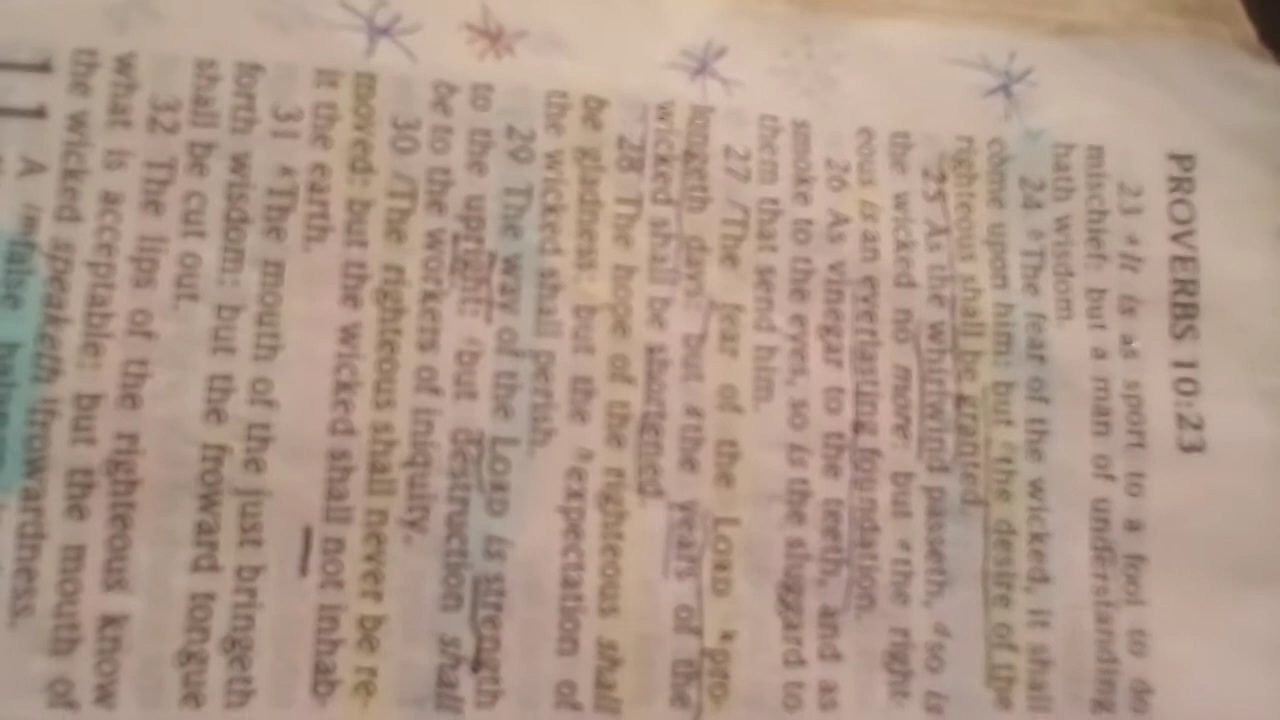 PROVERBS 10:23
23 It is as sport to a fool to do
mischief: but a man of understanding
hath wisdom.
24 The fear of the wicked, it shall
come upon him: but the desire of the
righteous shall be granted.
25 As the whirlwind passeth, so is
the wicked no more: but the right-
eous is an everlasting foundation.
26 As vinegar to the teeth, and as
smoke to the eyes, so is the sluggard to
them that send him.
27 The fear of the LORD pro-
longeth days: but the years of the
wicked shall be shortened.
28 The hope of the righteous shall
be gladness: but the expectation of
the wicked shall perish.
29 The way of the LORD is strength
to the upright: but destruction shall
be to the workers of iniquity.
30 The righteous shall never be re-
moved: but the wicked shall not inhab-
it the earth.
31 The mouth of the just bringeth
forth wisdom: but the froward tongue
shall be cut out.
32 The lips of the righteous know
what is acceptable: but the mouth of
the wicked speaketh frowardness.
11 A false balance